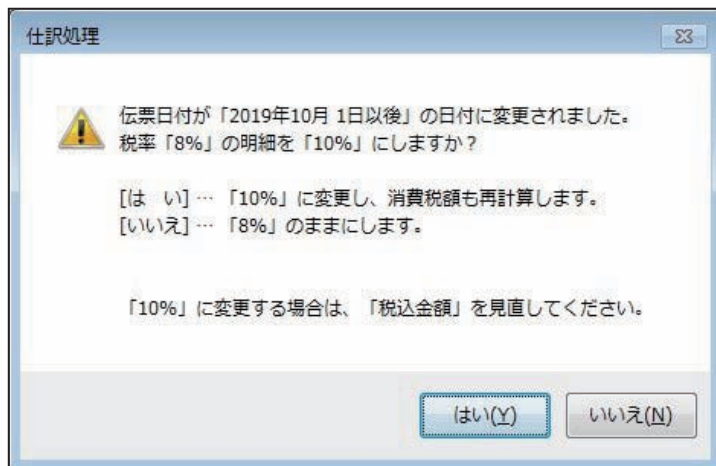 仕訳処理
伝票日付が「2019年10月 1日以後」の日付に変更されました。
税率「8%」の明細を「10%」にしますか？
[は　い] … 「10%」に変更し、消費税額も再計算します。
[いいえ] … 「8%」のままにします。
「10%」に変更する場合は、「税込金額」を見直してください。
はい(Y)　いいえ(N)